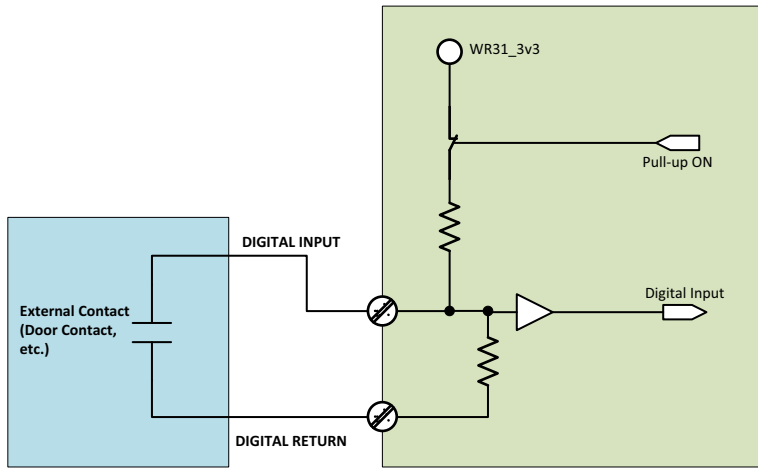 WR31_3v3
Pull-up ON
DIGITAL INPUT
Digital Input
External Contact
(Door Contact,
etc.)
DIGITAL RETURN